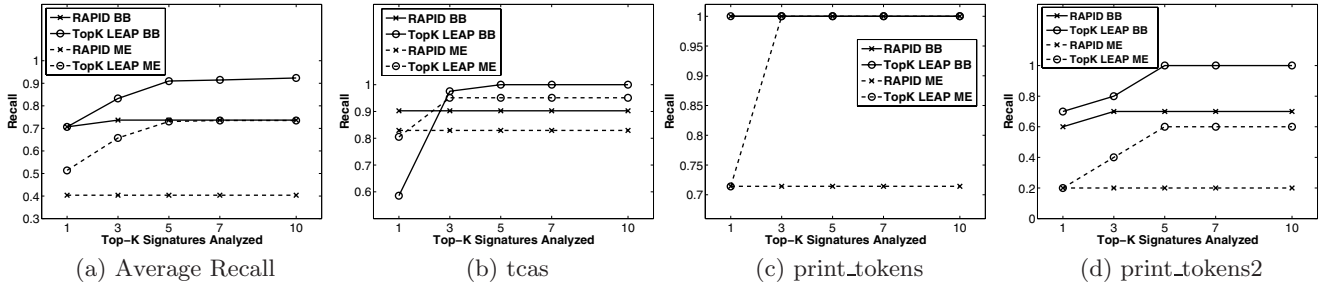 RAPID BB
TopK LEAP BB
RAPID ME
TopK LEAP ME
Recall
1
0.9
0.8
0.7
0.6
0.5
0.4
0.3
1 3 5 7 10
Top-K Signatures Analyzed
(a) Average Recall
RAPID BB
TopK LEAP BB
RAPID ME
TopK LEAP ME
Recall
1
0.9
0.8
0.7
0.6
1 3 5 7 10
Top-K Signatures Analyzed
(b) tcas
RAPID BB
TopK LEAP BB
RAPID ME
TopK LEAP ME
Recall
1
0.95
0.9
0.85
0.8
0.75
0.7
1 3 5 7 10
Top-K Signatures Analyzed
(c) print_tokens
RAPID BB
TopK LEAP BB
RAPID ME
TopK LEAP ME
Recall
1
0.8
0.6
0.4
0.2
0
1 3 5 7 10
Top-K Signatures Analyzed
(d) print_tokens2